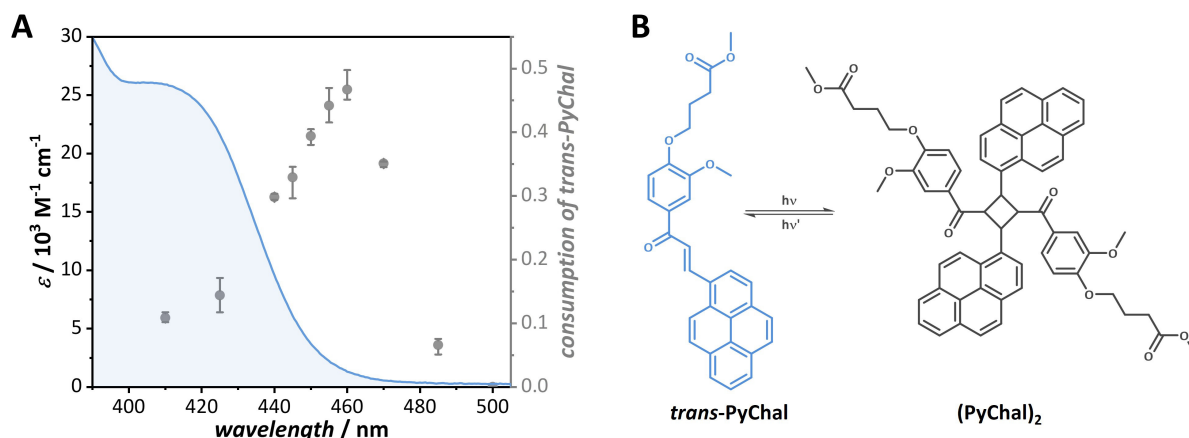 A
B
30
25
20
15
10
5
0
ε / 10³ M⁻¹ cm⁻¹
0.5
0.4
0.3
0.2
0.1
0.0
consumption of trans-PyChal
400
420
440
460
480
500
wavelength / nm
O
O
O
O
O
hν
hν'
O
O
O
O
O
O
O
O
O
O
trans-PyChal
(PyChal)₂